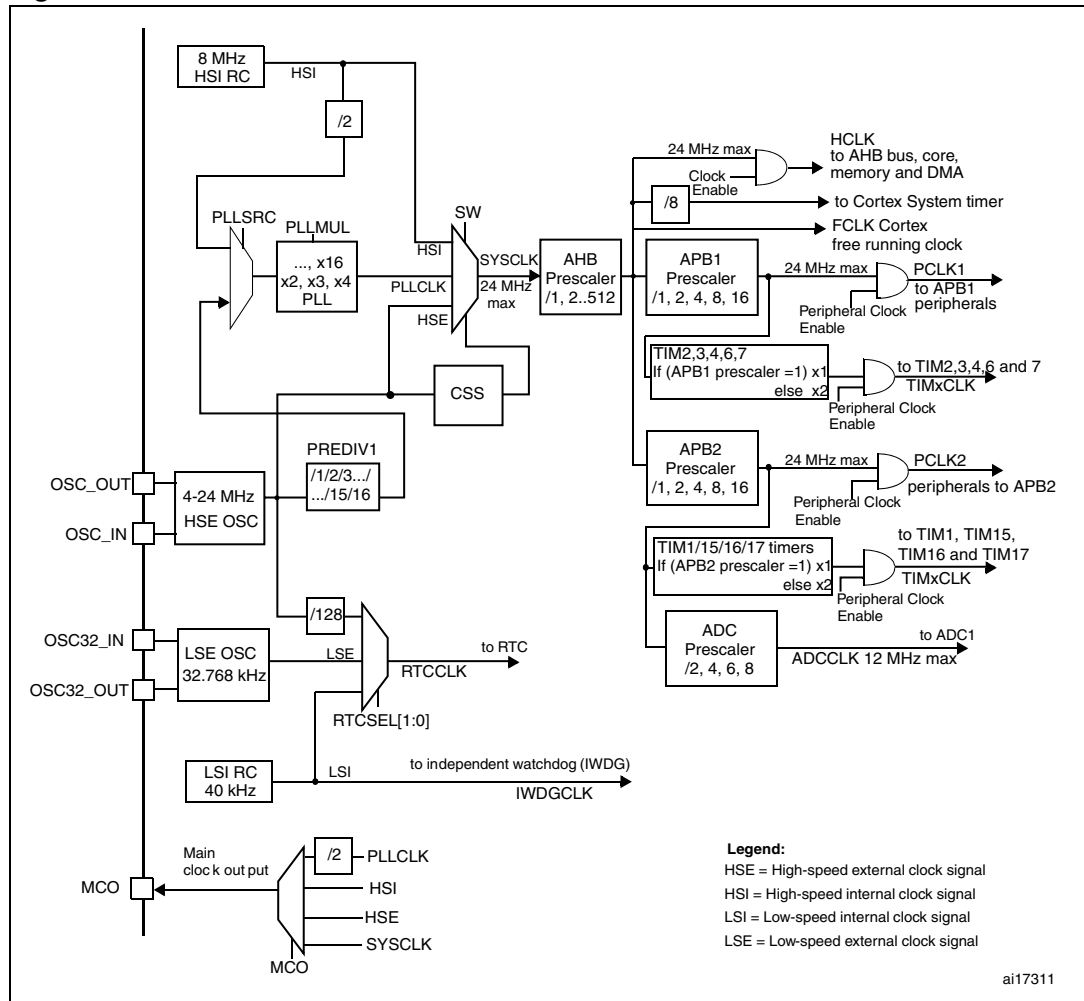 8 MHz
HSI RC
HSI
/2
HCLK
24 MHz max
to AHB bus, core,
memory and DMA
Clock
Enable
/8
to Cortex System timer
FCLK Cortex
free running clock
PLLSRC
PLLMUL
..., x16
x2, x3, x4
PLL
SW
HSI
PLLCLK
HSE
SYSCLK
24 MHz
max
AHB
Prescaler
/1, 2..512
APB1
Prescaler
/1, 2, 4, 8, 16
24 MHz max
PCLK1
to APB1
peripherals
Peripheral Clock
Enable
TIM2,3,4,6,7
If (APB1 prescaler =1) x1
else x2
to TIM2,3,4,6 and 7
TIMxCLK
Peripheral Clock
Enable
CSS
PREDIV1
/1/2/3.../
.../15/16
OSC_OUT
OSC_IN
4-24 MHz
HSE OSC
APB2
Prescaler
/1, 2, 4, 8, 16
24 MHz max
PCLK2
peripherals to APB2
Peripheral Clock
Enable
TIM1/15/16/17 timers
If (APB2 prescaler =1) x1
else x2
to TIM1, TIM15,
TIM16 and TIM17
TIMxCLK
Peripheral Clock
Enable
/128
OSC32_IN
OSC32_OUT
LSE OSC
32.768 kHz
LSE
to RTC
RTCCLK
RTCSEL[1:0]
ADC
Prescaler
/2, 4, 6, 8
to ADC1
ADCCLK 12 MHz max
LSI RC
40 kHz
LSI
to independent watchdog (IWDG)
IWDGCLK
Main
clock output
MCO
/2
PLLCLK
HSI
HSE
SYSCLK
MCO
Legend:
HSE = High-speed external clock signal
HSI = High-speed internal clock signal
LSI = Low-speed internal clock signal
LSE = Low-speed external clock signal
ai17311